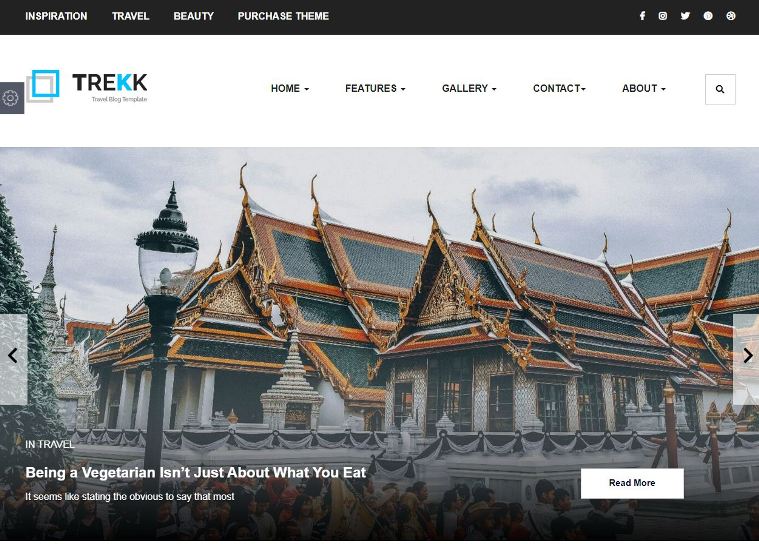 INSPIRATION TRAVEL BEAUTY PURCHASE THEME
TREKK
Travel Blog Template
HOME FEATURES GALLERY CONTACT ABOUT
IN TRAVEL
Being a Vegetarian Isn't Just About What You Eat
It seems like stating the obvious to say that most
Read More